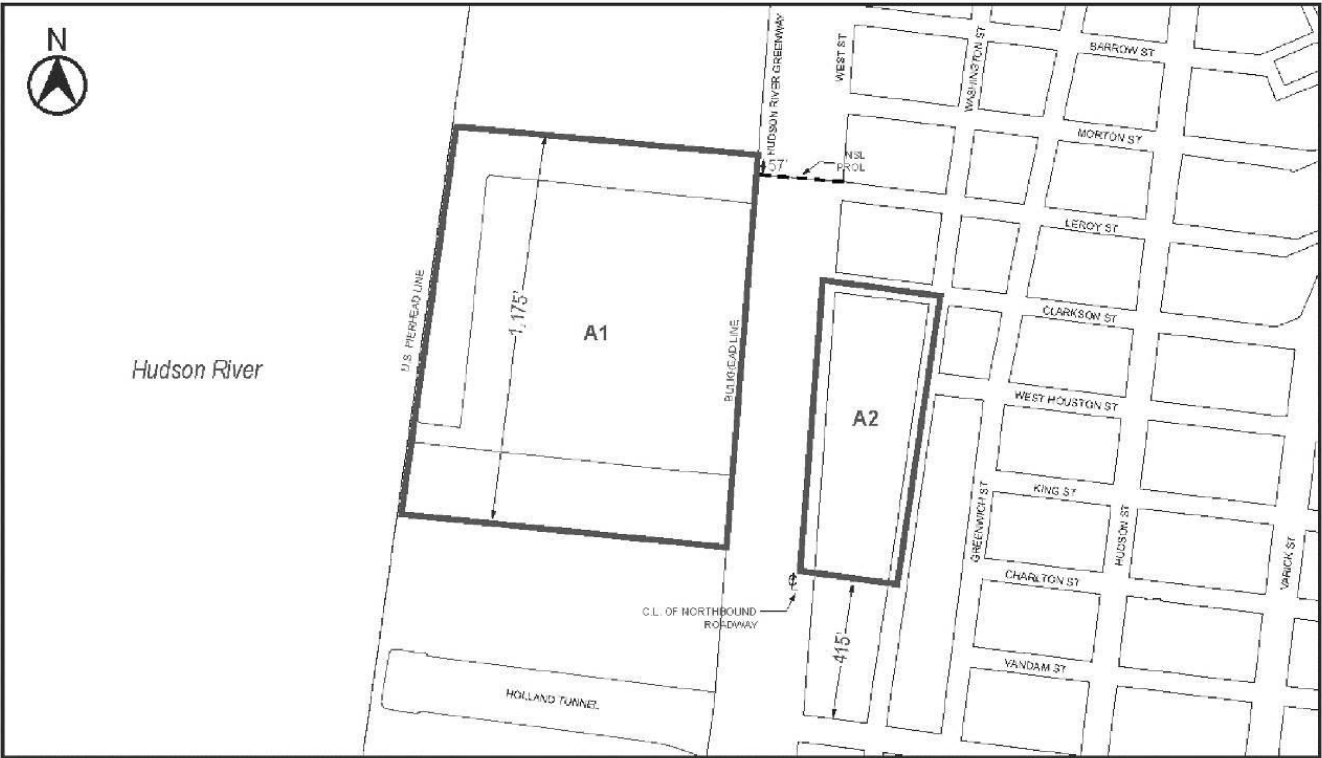 N
HUDSON RIVER GREENWAY
WEST ST
WASHINGTON ST
BARROW ST
MORTON ST
57'
NSL
PROL
LEROY ST
U.S. PIERHEAD LINE
1,175'
A1
BULKHEAD LINE
Hudson River
CLARKSON ST
A2
WEST HOUSTON ST
KING ST
GREENWICH ST
HUDSON ST
VARICK ST
CHARLTON ST
C.L. OF NORTHBOUND
ROADWAY
415'
VANDAM ST
HOLLAND TUNNEL